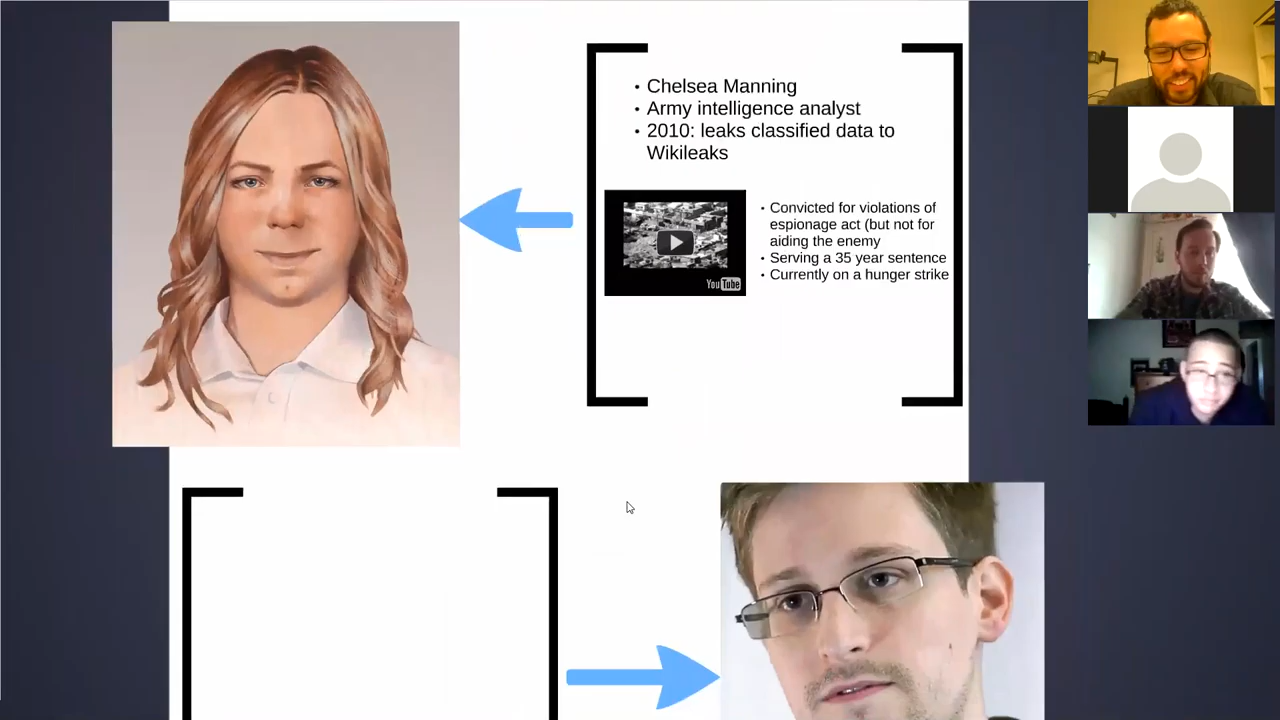 • Chelsea Manning
• Army intelligence analyst
• 2010: leaks classified data to
Wikileaks
• Convicted for violations of
espionage act (but not for
aiding the enemy
• Serving a 35 year sentence
• Currently on a hunger strike
YouTube